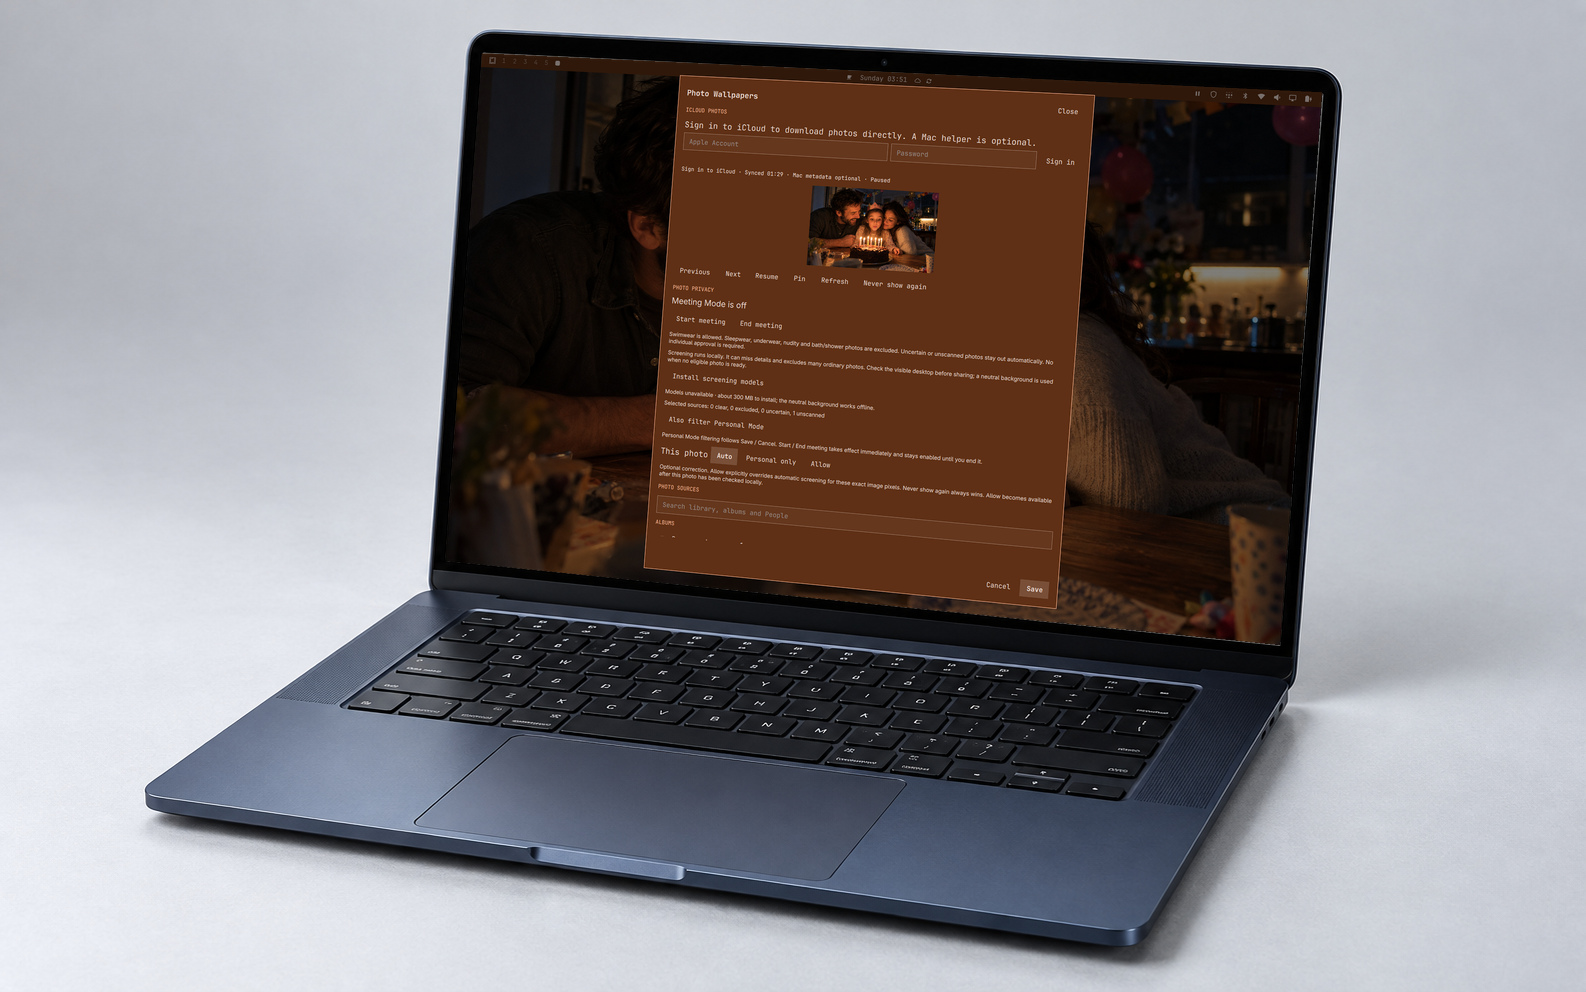 1 2 3 4 5
Sunday 03:51
Photo Wallpapers
Close
ICLOUD PHOTOS
Sign in to iCloud to download photos directly. A Mac helper is optional.
Apple Account
Password
Sign in
Sign in to iCloud · Synced 01:29 · Mac metadata optional · Paused
Previous
Next
Resume
Pin
Refresh
Never show again
PHOTO PRIVACY
Meeting Mode is off
Start meeting
End meeting
Swimwear is allowed. Sleepwear, underwear, nudity and bath/shower photos are excluded. Uncertain or unscanned photos stay out automatically. No
individual approval is required.
Screening runs locally. It can miss details and excludes many ordinary photos. Check the visible desktop before sharing; a neutral background is used
when no eligible photo is ready.
Install screening models
Models unavailable · about 300 MB to install; the neutral background works offline.
Selected sources: 0 clear, 0 excluded, 0 uncertain, 1 unscanned
Also filter Personal Mode
Personal Mode filtering follows Save / Cancel. Start / End meeting takes effect immediately and stays enabled until you end it.
This photo
Auto
Personal only
Allow
Optional correction. Allow explicitly overrides automatic screening for these exact image pixels. Never show again always wins. Allow becomes available
after this photo has been checked locally.
PHOTO SOURCES
Search library, albums and People
ALBUMS
Cancel
Save
Q W R R T Y U I O P
A D F G H J
Z X C V B N M